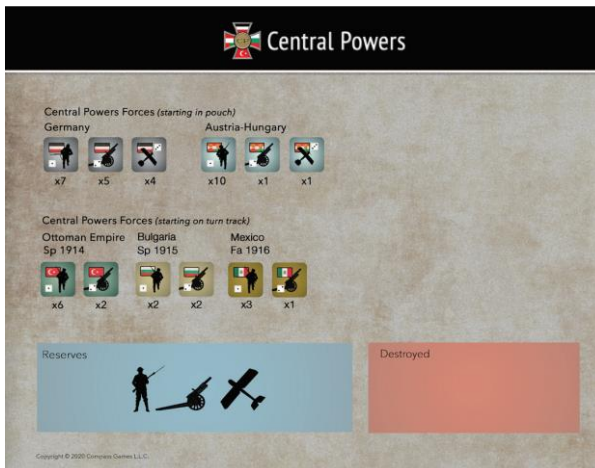 Central Powers
Central Powers Forces (starting in pouch)
Germany Austria-Hungary
x7 x5 x4 x10 x1 x1
Central Powers Forces (starting on turn track)
Ottoman Empire Bulgaria Mexico
Sp 1914 Sp 1915 Fa 1916
x6 x2 x2 x2 x3 x1
Reserves Destroyed
Copyright © 2020 Compass Games L.L.C.